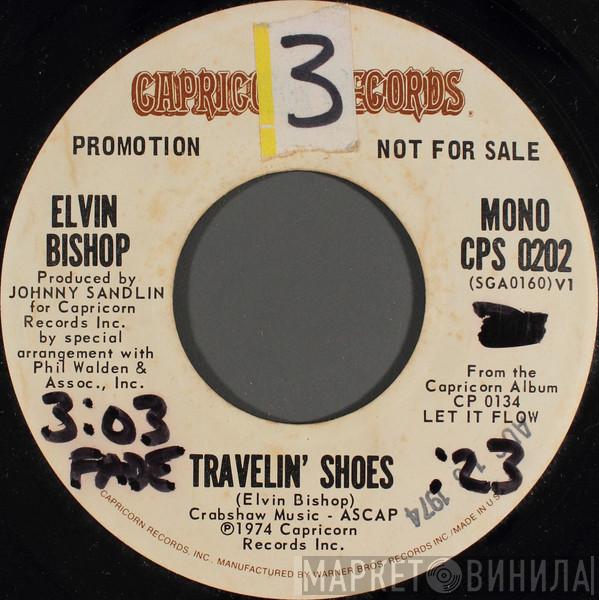 3
CAPRIC ECORDS
PROMOTION
NOT FOR SALE
ELVIN
BISHOP
Produced by
JOHNNY SANDLIN
for Capricorn
Records Inc.
by special
arrangement with
Phil Walden &
Assoc., Inc.
MONO
CPS 0202
(SGA0160)V1
From the
Capricorn Album
CP 0134
LET IT FLOW
3:03
FADE
:23
AUG 1974
TRAVELIN' SHOES
(Elvin Bishop)
Crabshaw Music - ASCAP
℗1974 Capricorn
Records Inc.
CAPRICORN RECORDS, INC. MANUFACTURED BY WARNER BROS. RECORDS INC./MADE IN U.S.
МАРКЕТ ВИНИЛА